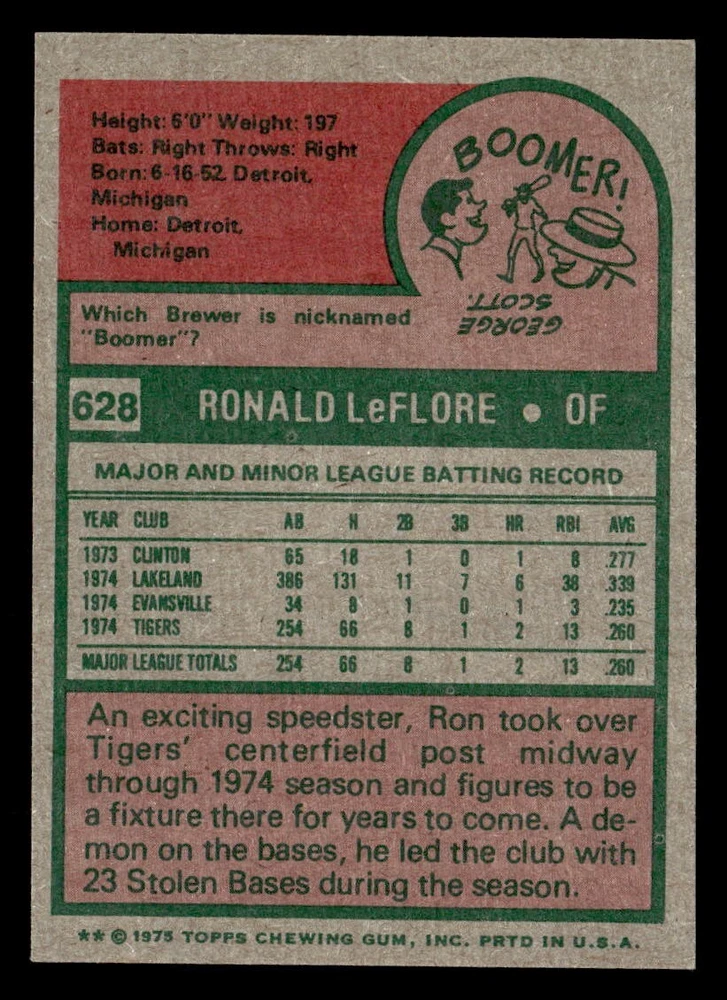 Height: 6'0" Weight: 197
Bats: Right Throws: Right
Born: 6-16-52 Detroit,
Michigan
Home: Detroit,
Michigan
BOOMER!
GEORGE
SCOTT.
Which Brewer is nicknamed
"Boomer"?
628 RONALD LeFLORE • OF
MAJOR AND MINOR LEAGUE BATTING RECORD
YEAR CLUB AB H 2B 3B HR RBI AVG
1973 CLINTON 65 18 1 0 1 8 .277
1974 LAKELAND 386 131 11 7 6 38 .339
1974 EVANSVILLE 34 8 1 0 1 3 .235
1974 TIGERS 254 66 8 1 2 13 .260
MAJOR LEAGUE TOTALS 254 66 8 1 2 13 .260
An exciting speedster, Ron took over
Tigers' centerfield post midway
through 1974 season and figures to be
a fixture there for years to come. A de-
mon on the bases, he led the club with
23 Stolen Bases during the season.
** © 1975 TOPPS CHEWING GUM, INC. PRTD IN U.S.A.